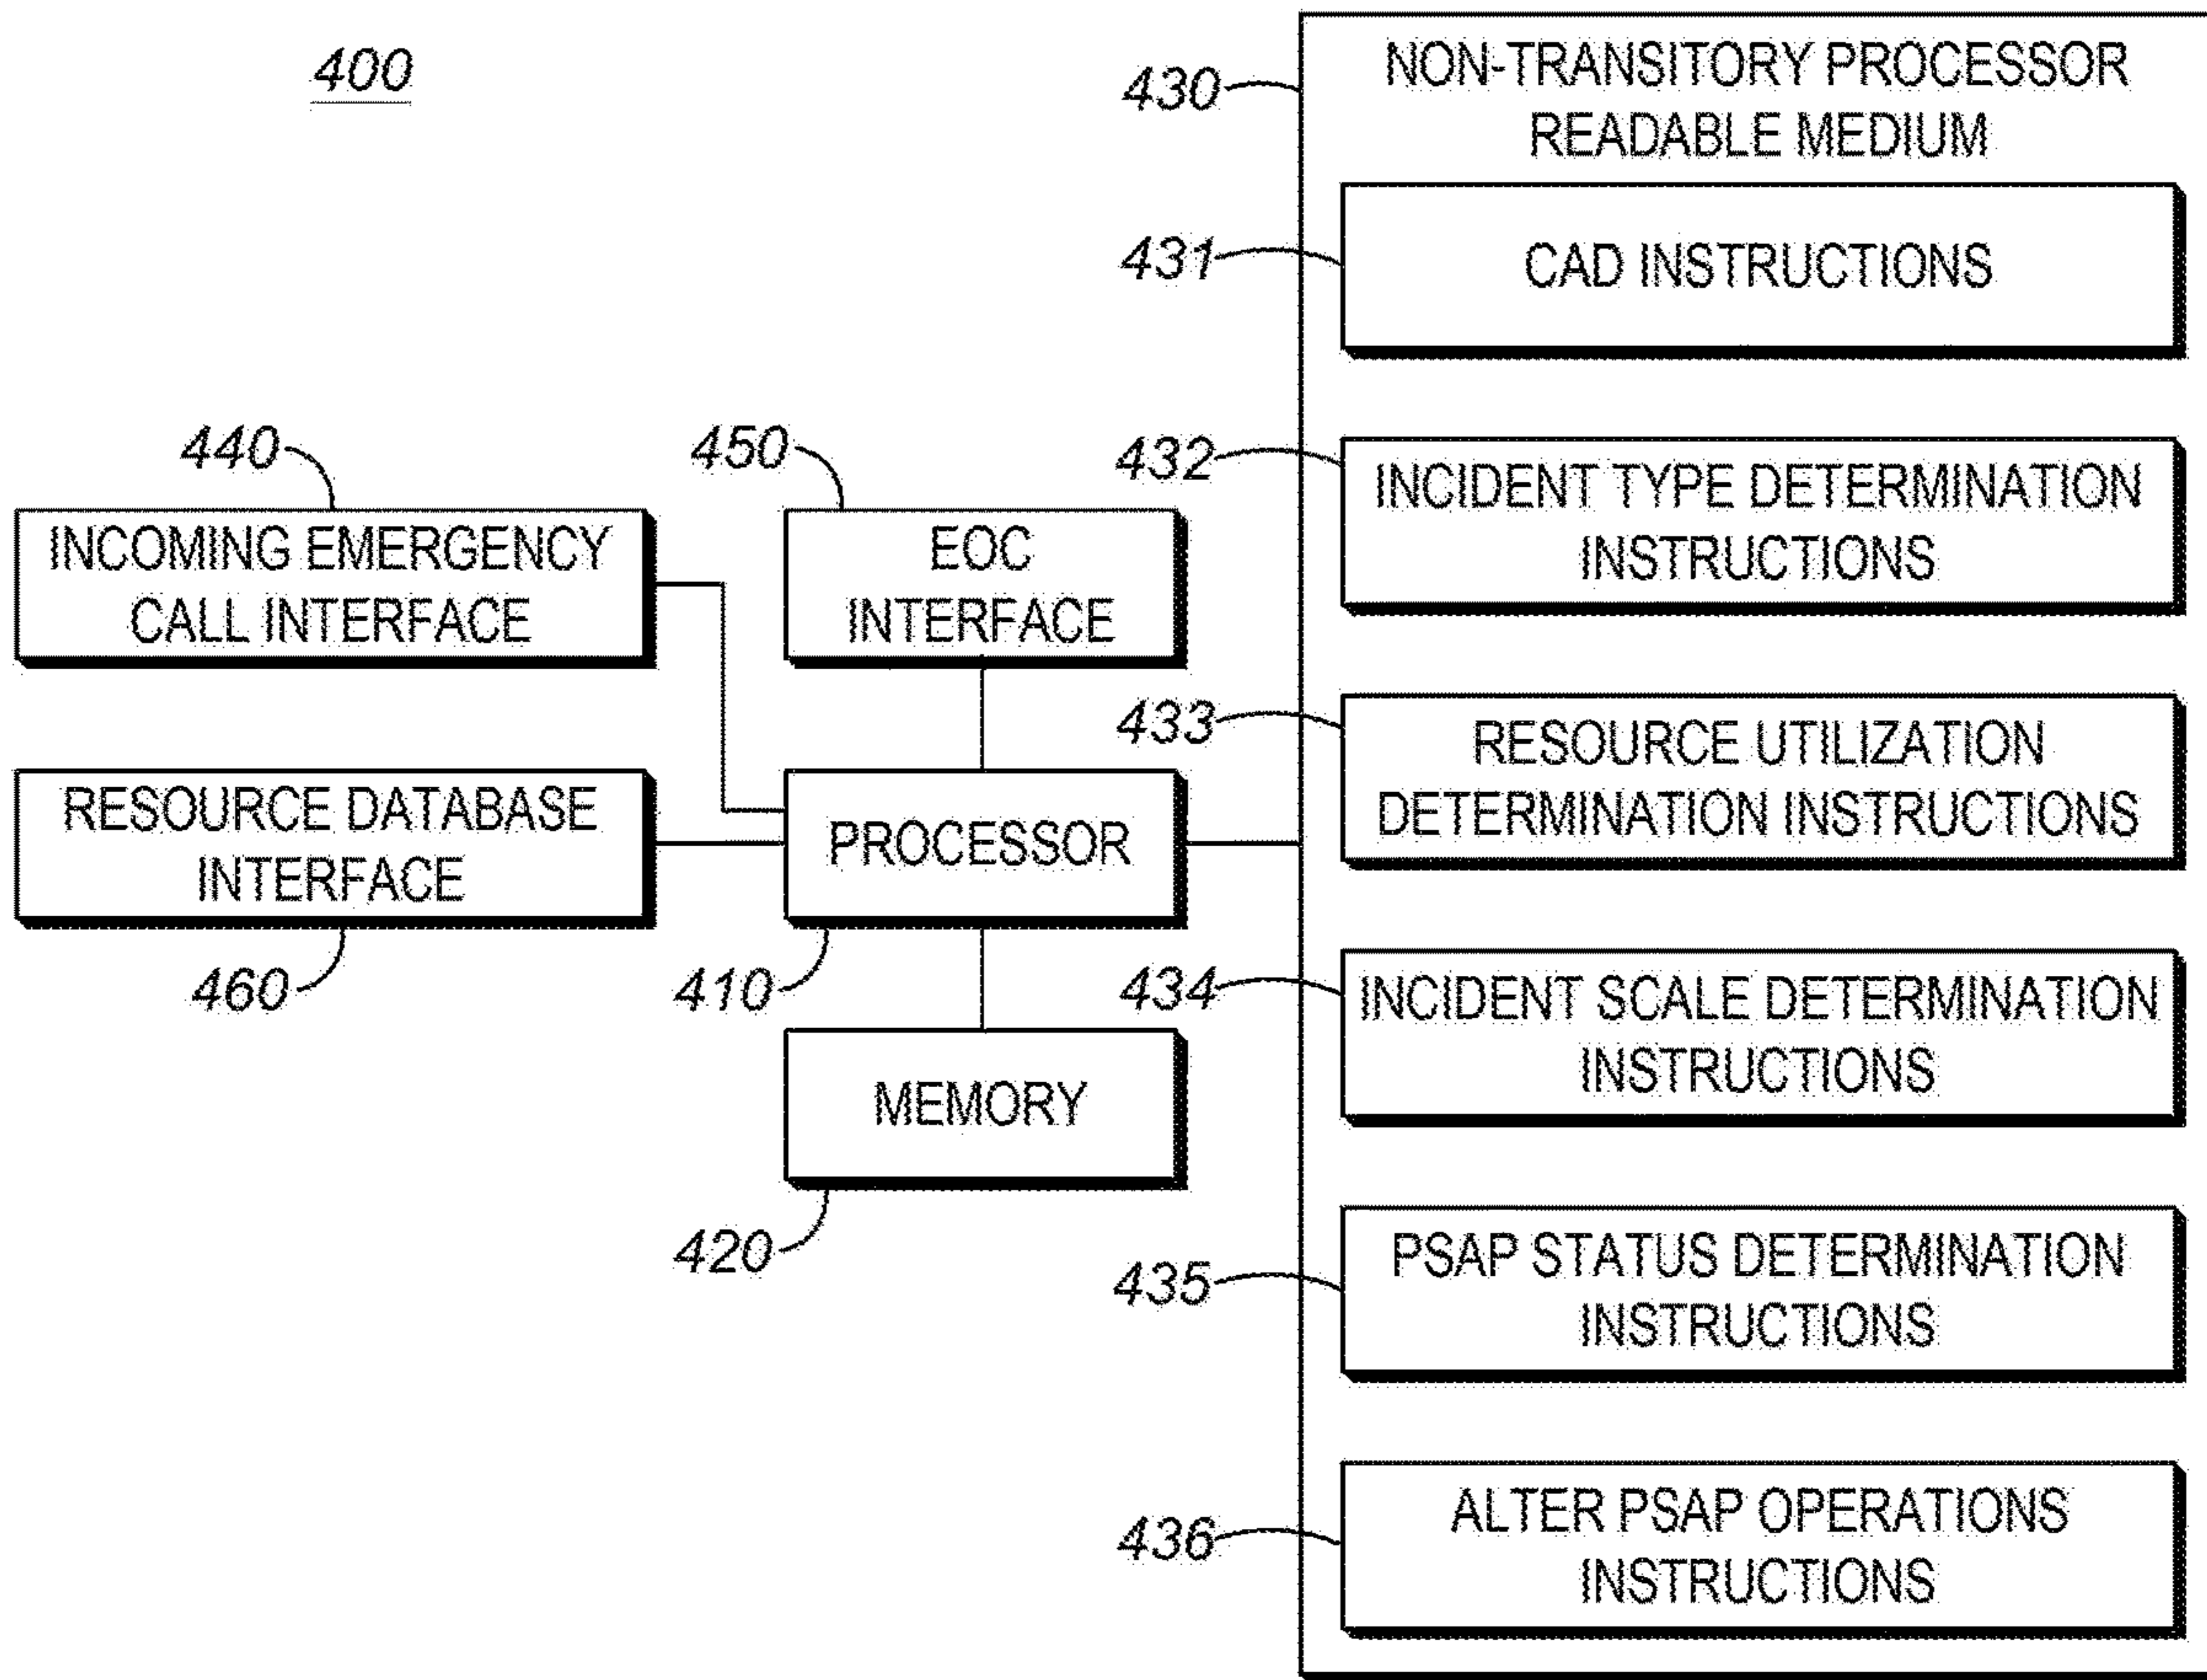 400
430
NON-TRANSITORY PROCESSOR
READABLE MEDIUM
431
CAD INSTRUCTIONS
432
INCIDENT TYPE DETERMINATION
INSTRUCTIONS
433
RESOURCE UTILIZATION
DETERMINATION INSTRUCTIONS
434
INCIDENT SCALE DETERMINATION
INSTRUCTIONS
435
PSAP STATUS DETERMINATION
INSTRUCTIONS
436
ALTER PSAP OPERATIONS
INSTRUCTIONS
440
INCOMING EMERGENCY
CALL INTERFACE
450
EOC
INTERFACE
RESOURCE DATABASE
INTERFACE
460
PROCESSOR
410
MEMORY
420